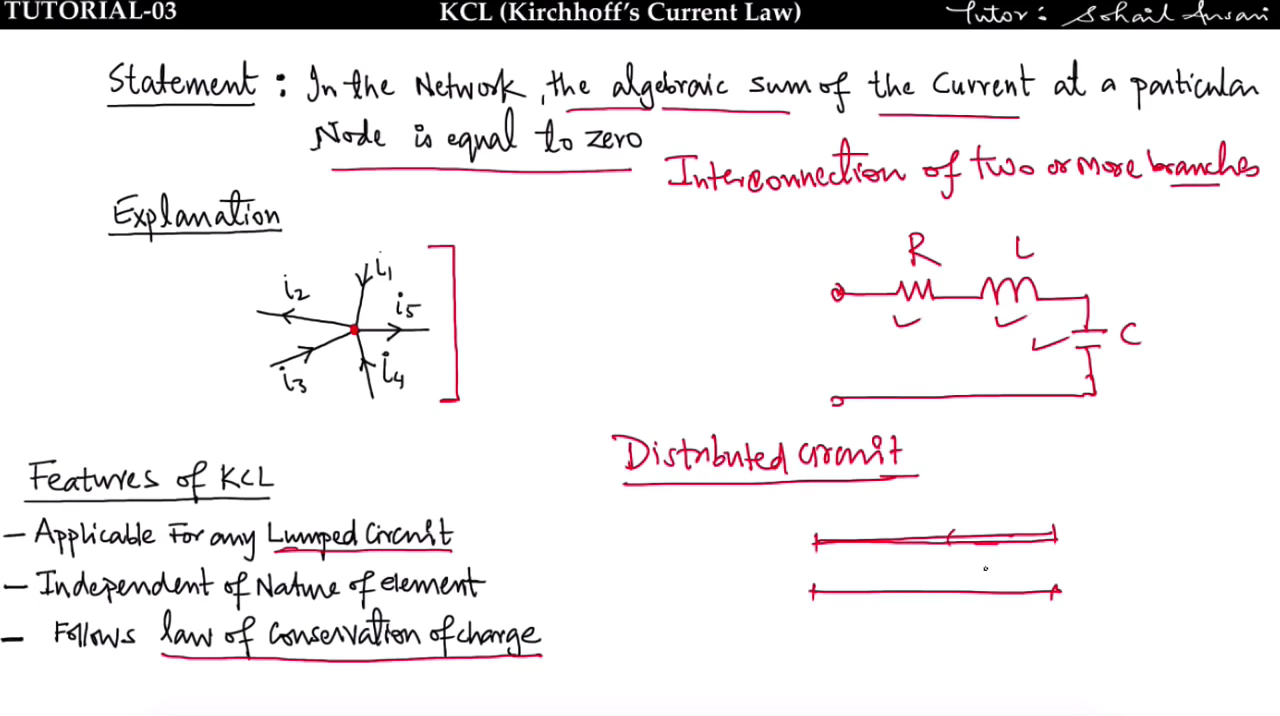 TUTORIAL-03
KCL (Kirchhoff's Current Law)
Tutor: Sohail Ansari
Statement : In the Network, the algebraic sum of the Current at a particular
Node is equal to zero
Interconnection of two or more branches
Explanation
i1
i2
i5
i3
i4
R
L
C
Distributed circuit
Features of KCL
- Applicable For any Lumped Circuit
- Independent of Nature of element
- Follows law of Conservation of charge